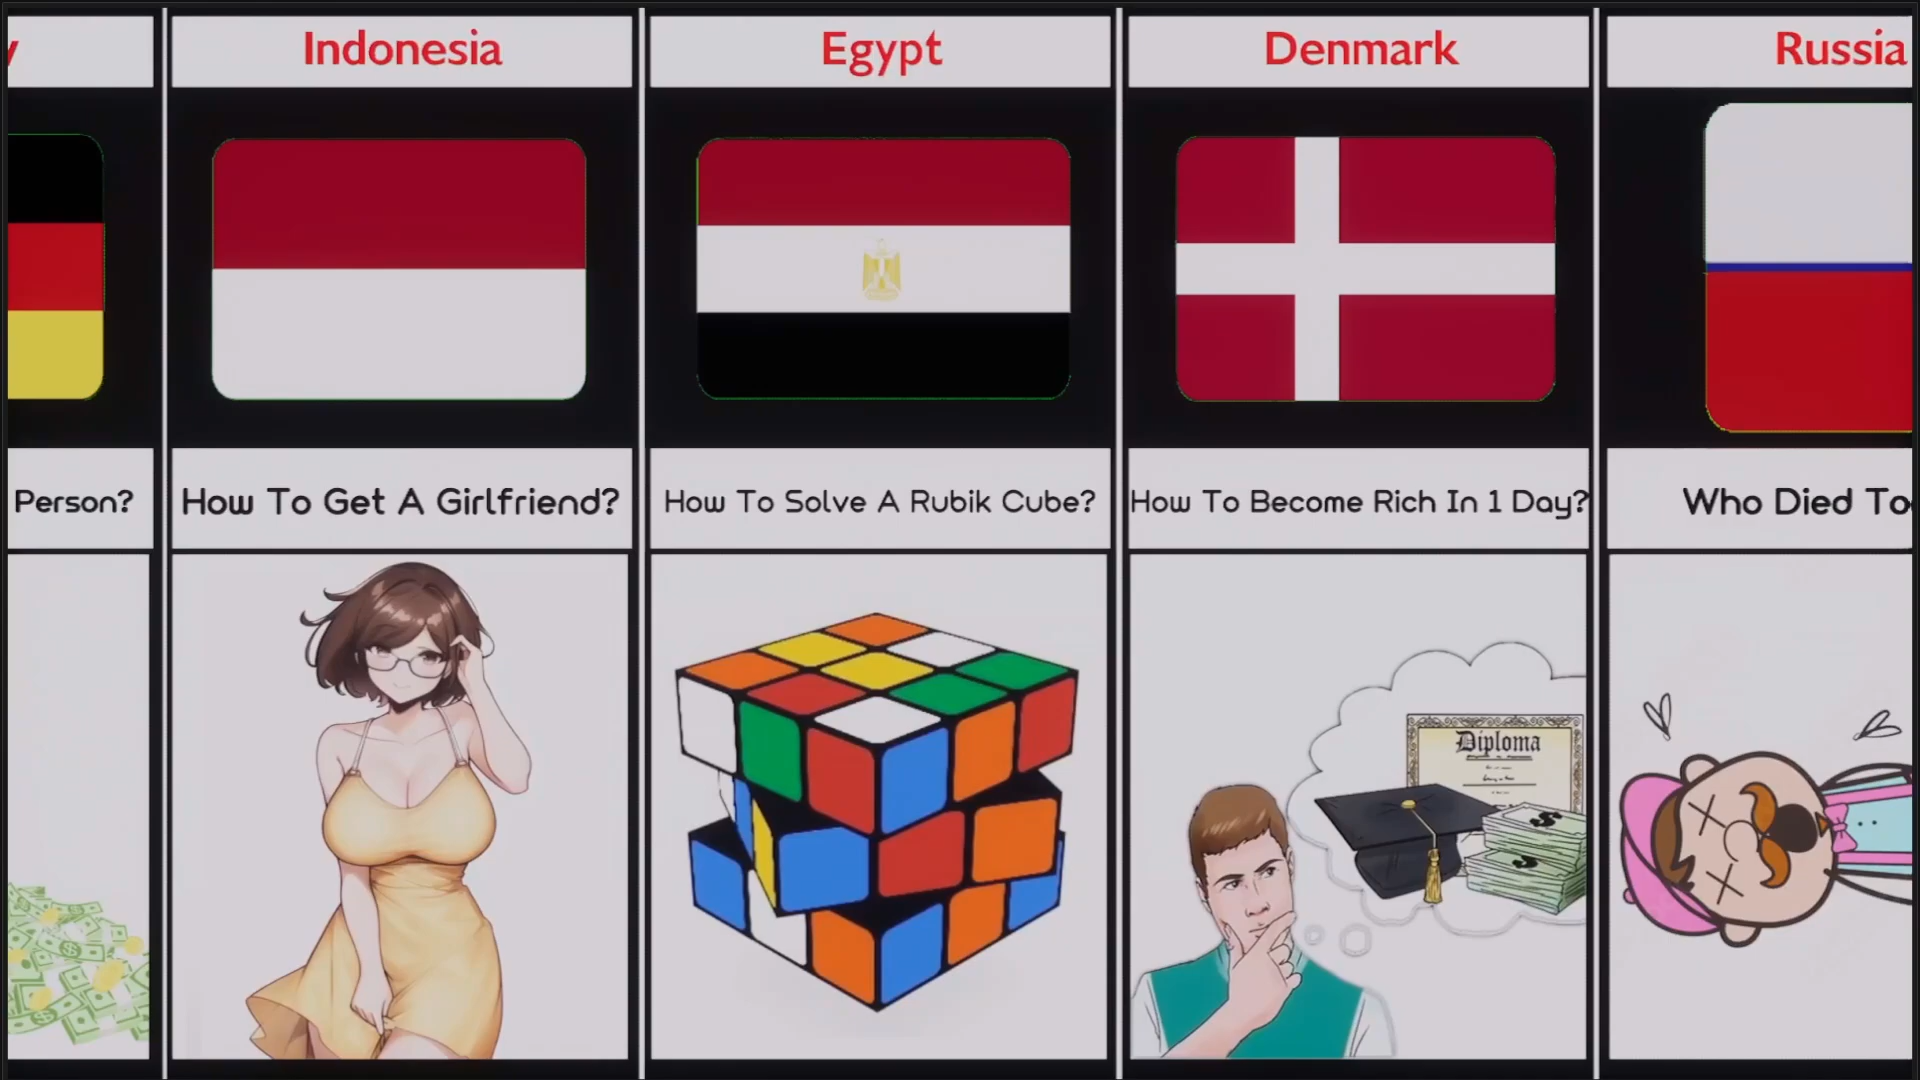 Indonesia
Egypt
Denmark
Russia
Person?
How To Get A Girlfriend?
How To Solve A Rubik Cube?
How To Become Rich In 1 Day?
Who Died
Diploma